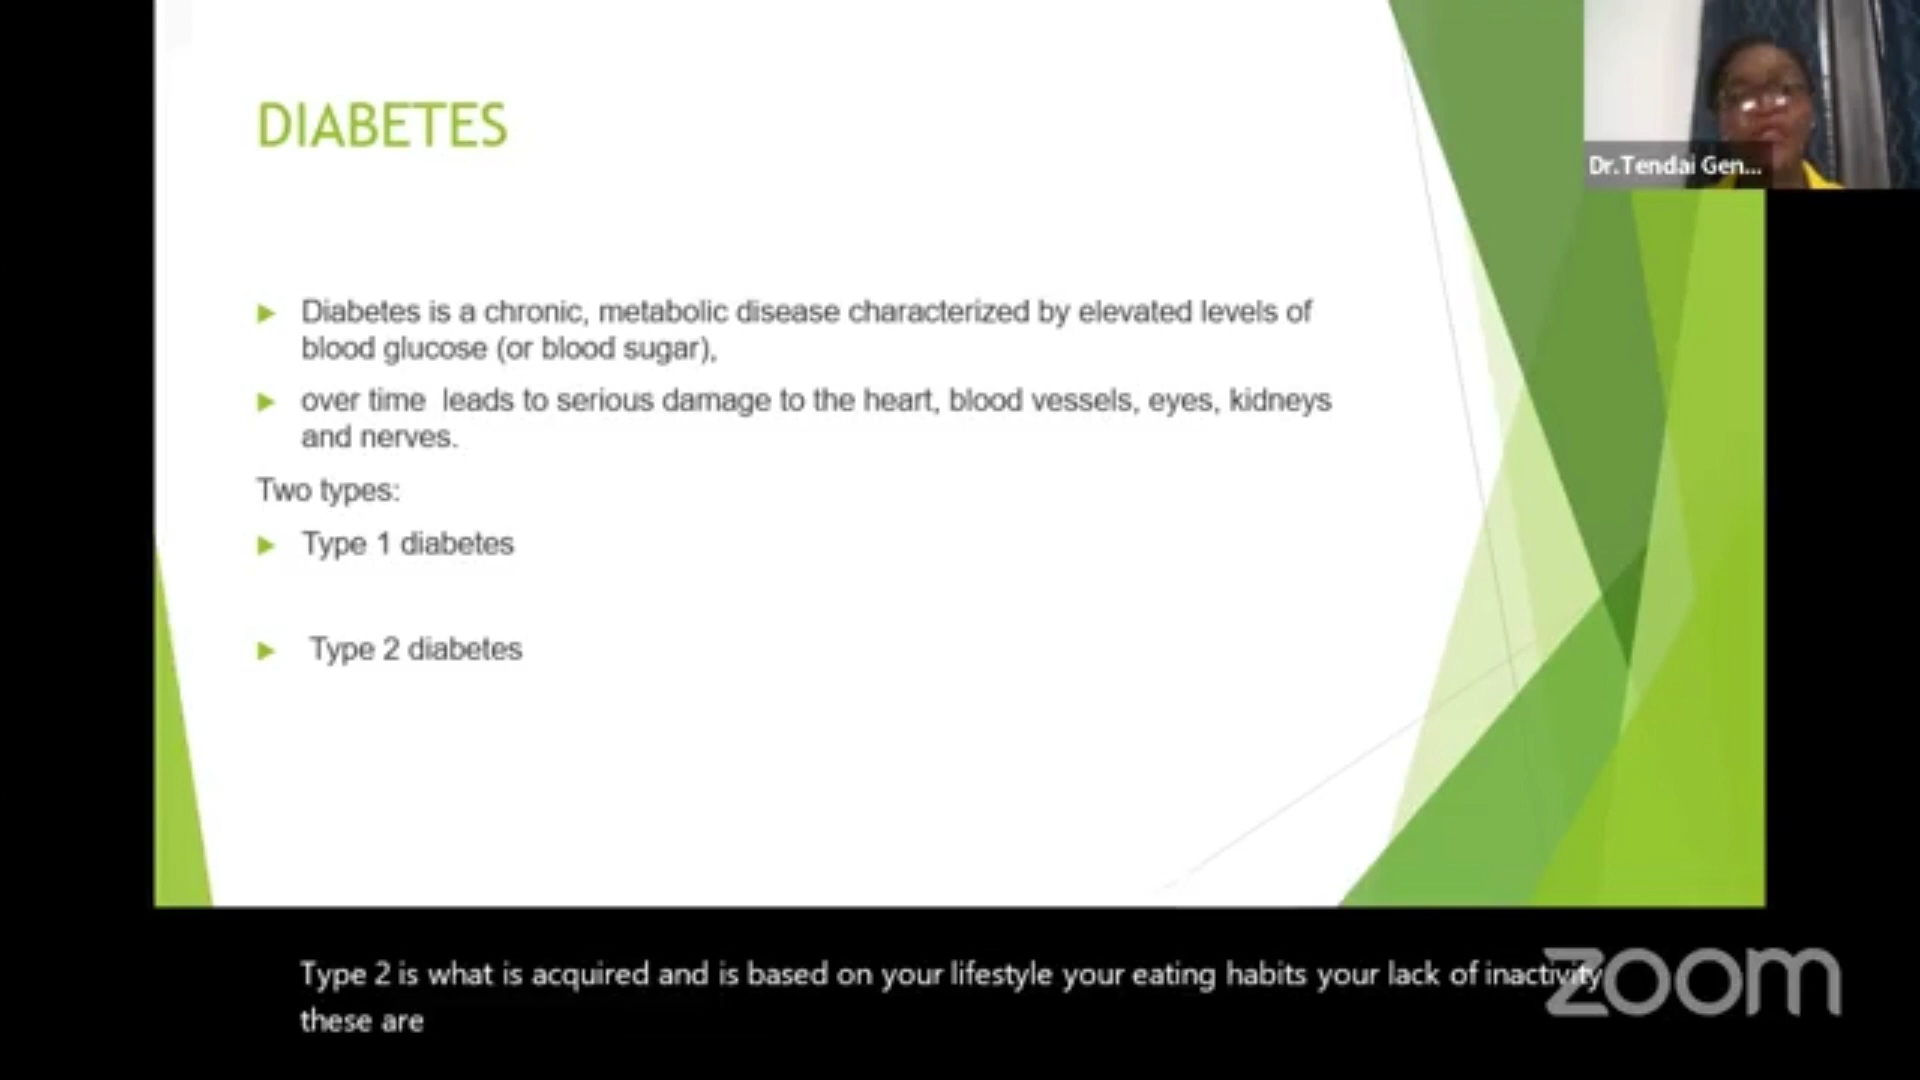 DIABETES
Dr.Tendai Gen...
Diabetes is a chronic, metabolic disease characterized by elevated levels of
blood glucose (or blood sugar),
over time leads to serious damage to the heart, blood vessels, eyes, kidneys
and nerves.
Two types:
Type 1 diabetes
Type 2 diabetes
Type 2 is what is acquired and is based on your lifestyle your eating habits your lack of inactivity
these are
zoom